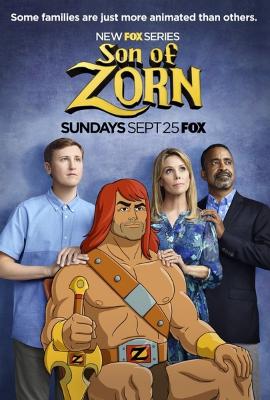 Some families are just more animated than others.
NEW FOX SERIES
Son of
ZORN
SUNDAYS SEPT 25 FOX
Z
Z